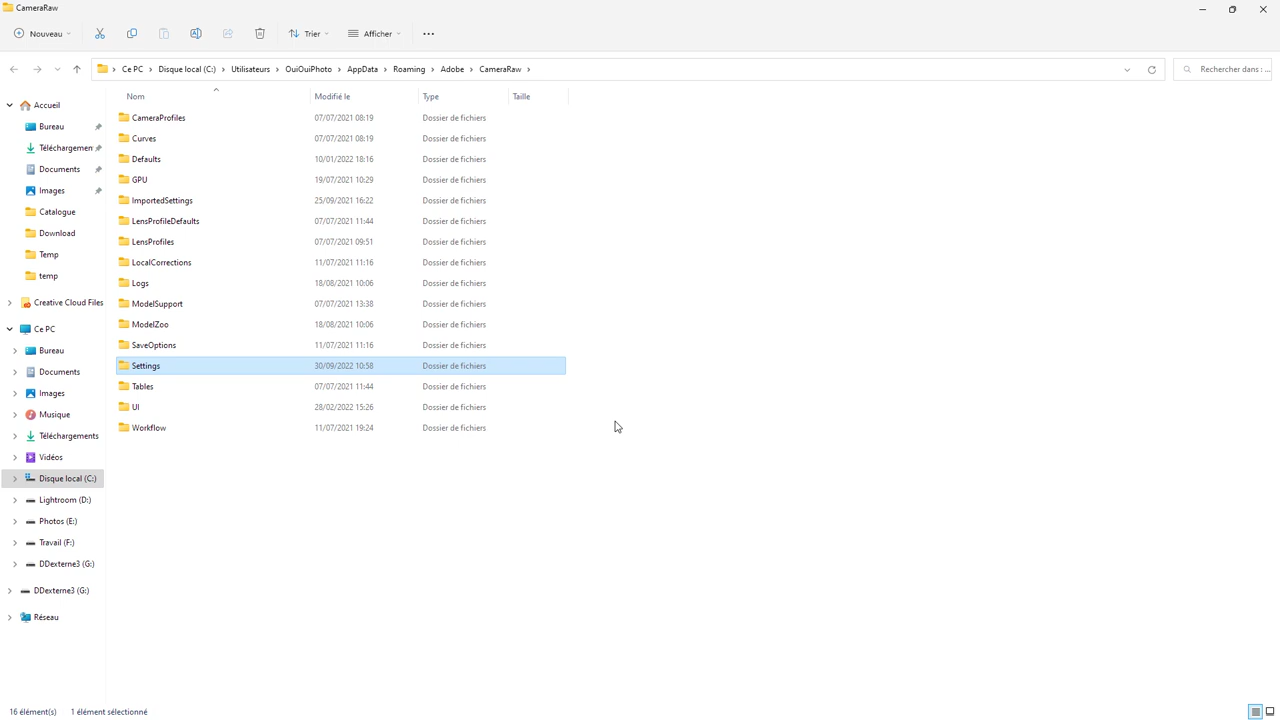 CameraRaw
Nouveau Trier Afficher
Ce PC Disque local (C:) Utilisateurs OuiOuiPhoto AppData Roaming Adobe CameraRaw Rechercher dans : ...
Nom Modifié le Type Taille
Accueil
Bureau
Téléchargemen
Documents
Images
Catalogue
Download
Temp
temp
Creative Cloud Files
Ce PC
Bureau
Documents
Images
Musique
Téléchargements
Vidéos
Disque local (C:)
Lightroom (D:)
Photos (E:)
Travail (F:)
DDexterne3 (G:)
DDexterne3 (G:)
Réseau
CameraProfiles 07/07/2021 08:19 Dossier de fichiers
Curves 07/07/2021 08:19 Dossier de fichiers
Defaults 10/01/2022 18:16 Dossier de fichiers
GPU 19/07/2021 10:29 Dossier de fichiers
ImportedSettings 25/09/2021 16:22 Dossier de fichiers
LensProfileDefaults 07/07/2021 11:44 Dossier de fichiers
LensProfiles 07/07/2021 09:51 Dossier de fichiers
LocalCorrections 11/07/2021 11:16 Dossier de fichiers
Logs 18/08/2021 10:06 Dossier de fichiers
ModelSupport 07/07/2021 13:38 Dossier de fichiers
ModelZoo 18/08/2021 10:06 Dossier de fichiers
SaveOptions 11/07/2021 11:16 Dossier de fichiers
Settings 30/09/2022 10:58 Dossier de fichiers
Tables 07/07/2021 11:44 Dossier de fichiers
UI 28/02/2022 15:26 Dossier de fichiers
Workflow 11/07/2021 19:24 Dossier de fichiers
16 élément(s) 1 élément sélectionné